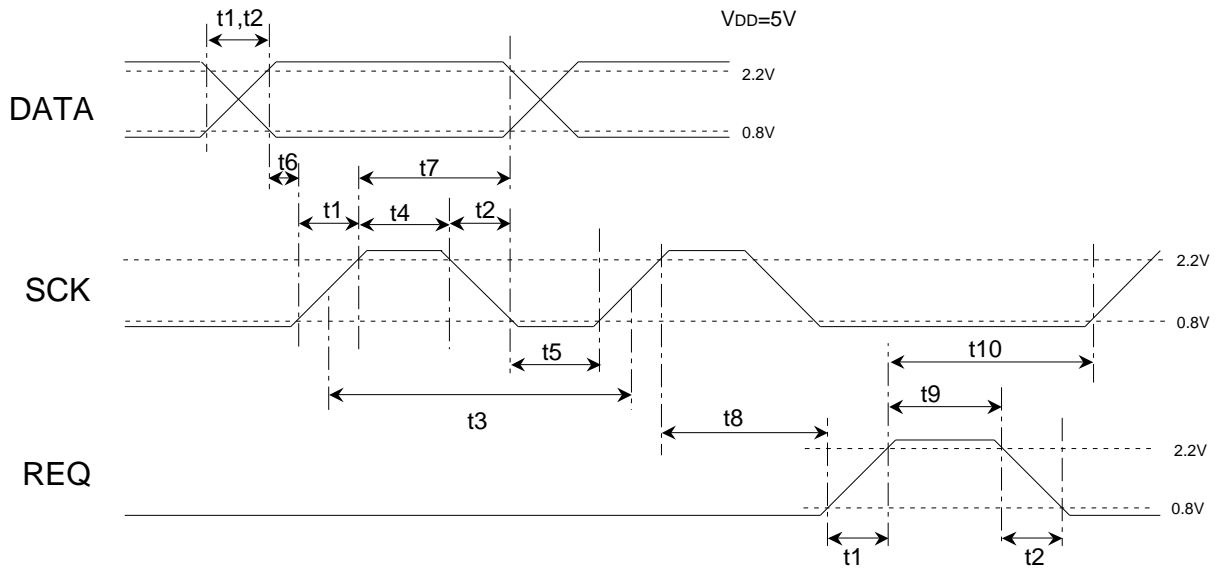 t1,t2
VDD=5V
2.2V
DATA
0.8V
t6
t7
t1
t4
t2
2.2V
SCK
0.8V
t5
t10
t3
t9
t8
2.2V
REQ
0.8V
t1
t2